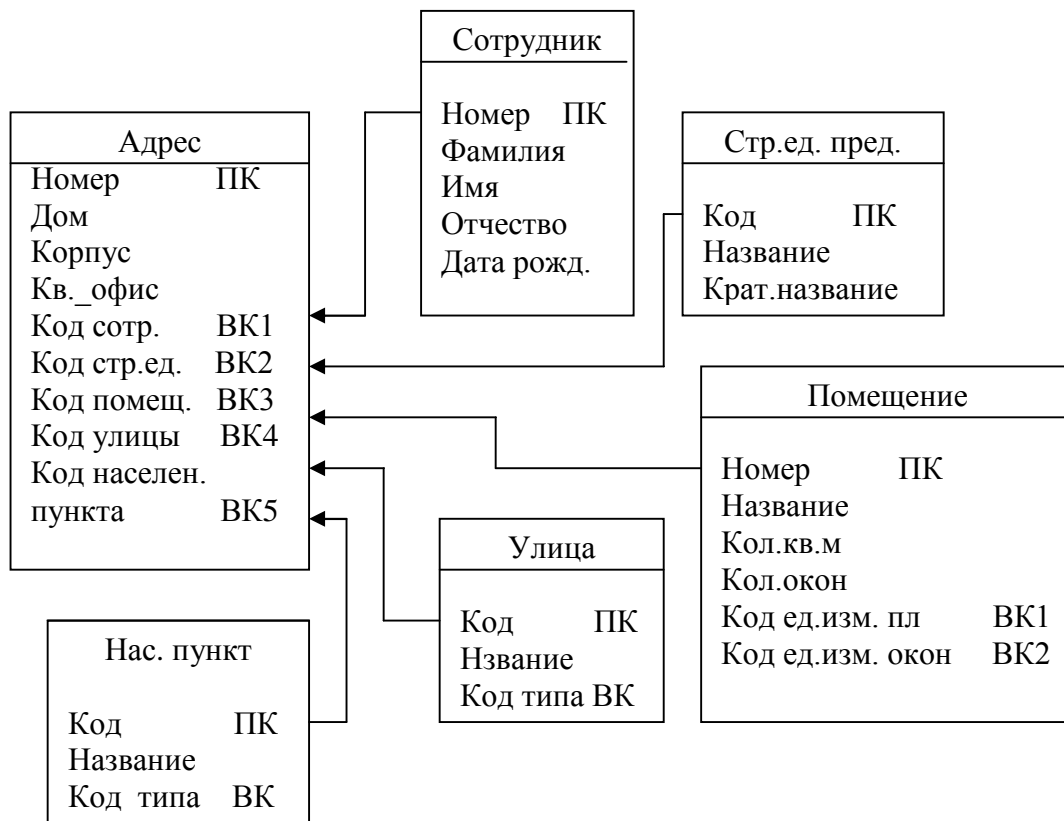 Сотрудник
Номер ПК
Фамилия
Имя
Отчество
Дата рожд.
Адрес
Номер ПК
Дом
Корпус
Кв._офис
Код сотр. ВК1
Код стр.ед. ВК2
Код помещ. ВК3
Код улицы ВК4
Код населен.
пункта ВК5
Стр.ед. пред.
Код ПК
Название
Крат.название
Помещение
Номер ПК
Название
Кол.кв.м
Кол.окон
Код ед.изм. пл ВК1
Код ед.изм. окон ВК2
Улица
Код ПК
Нзвание
Код типа ВК
Нас. пункт
Код ПК
Название
Код типа ВК